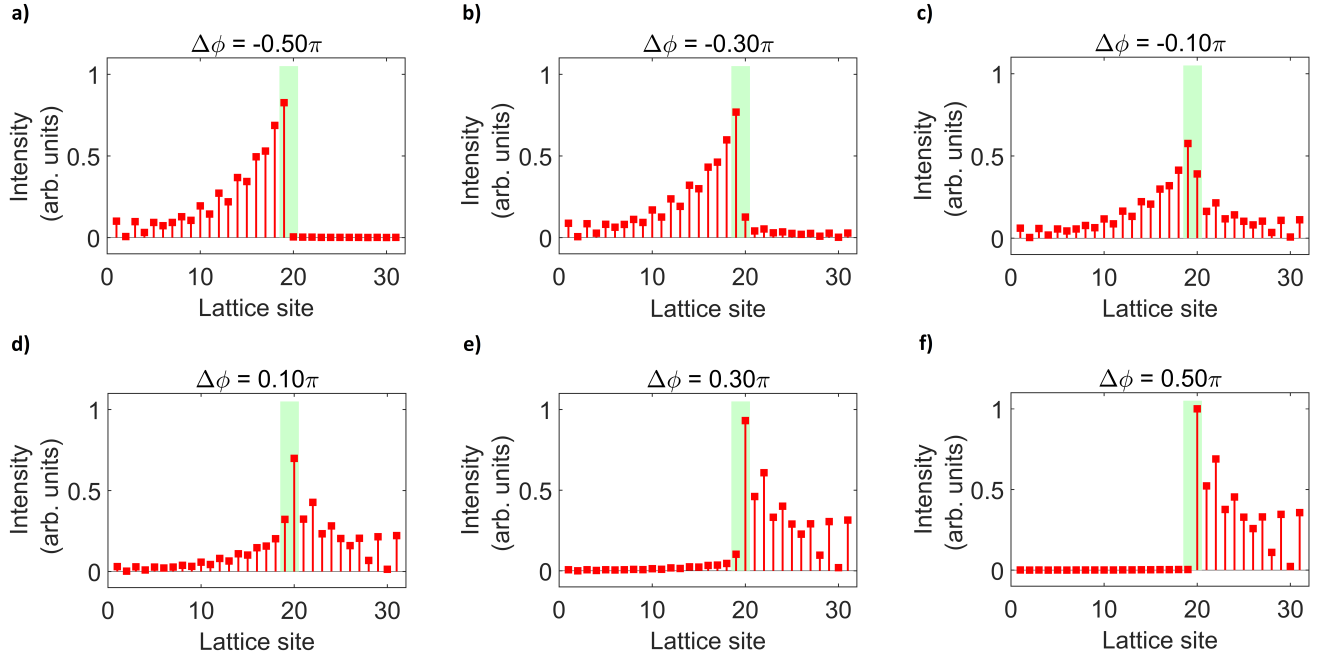 a)
Δϕ = -0.50π
Intensity
(arb. units)
1
0.5
0
0 10 20 30
Lattice site
b)
Δϕ = -0.30π
Intensity
(arb. units)
1
0.5
0
0 10 20 30
Lattice site
c)
Δϕ = -0.10π
Intensity
(arb. units)
1
0.5
0
0 10 20 30
Lattice site
d)
Δϕ = 0.10π
Intensity
(arb. units)
1
0.5
0
0 10 20 30
Lattice site
e)
Δϕ = 0.30π
Intensity
(arb. units)
1
0.5
0
0 10 20 30
Lattice site
f)
Δϕ = 0.50π
Intensity
(arb. units)
1
0.5
0
0 10 20 30
Lattice site